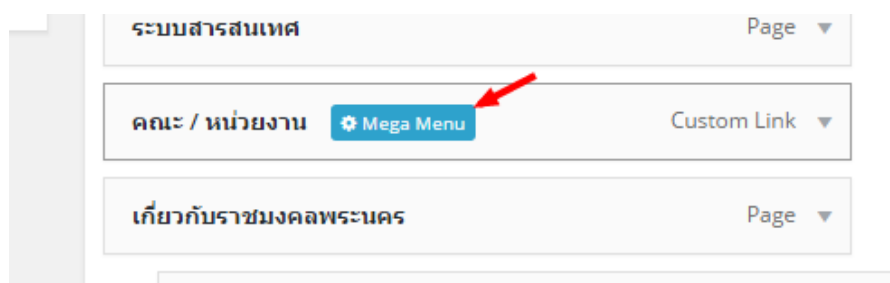 ระบบสารสนเทศ Page
คณะ / หน่วยงาน Mega Menu Custom Link
เกี่ยวกับราชมงคลพระนคร Page